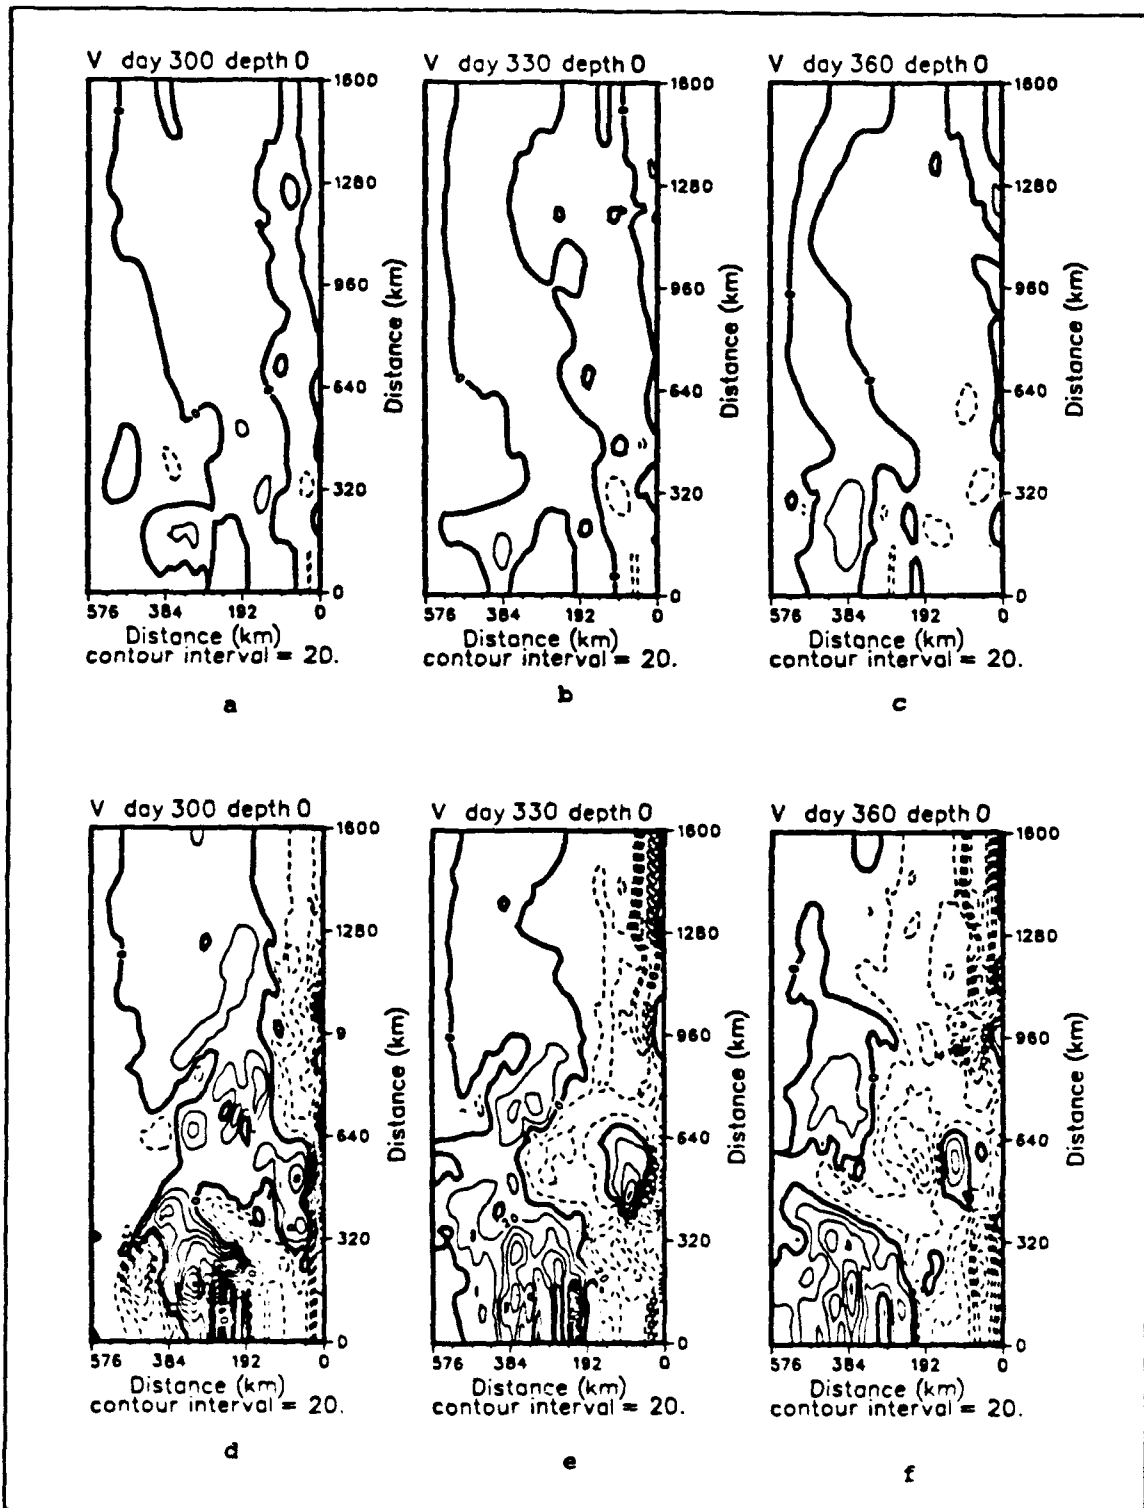 V day 300 depth 0
V day 330 depth 0
V day 360 depth 0
1600
1280
960
640
320
0
Distance (km)
576 384 192 0
Distance (km)
contour interval = 20.
1600
1280
960
640
320
0
Distance (km)
576 384 192 0
Distance (km)
contour interval = 20.
1600
1280
960
640
320
0
Distance (km)
576 384 192 0
Distance (km)
contour interval = 20.
a
b
c
V day 300 depth 0
V day 330 depth 0
V day 360 depth 0
1600
1280
9
640
320
0
Distance (km)
576 384 192 0
Distance (km)
contour interval = 20.
1600
1280
960
640
320
0
Distance (km)
576 384 192 0
Distance (km)
contour interval = 20.
1600
1280
960
640
320
0
Distance (km)
576 384 192 0
Distance (km)
contour interval = 20.
d
e
f